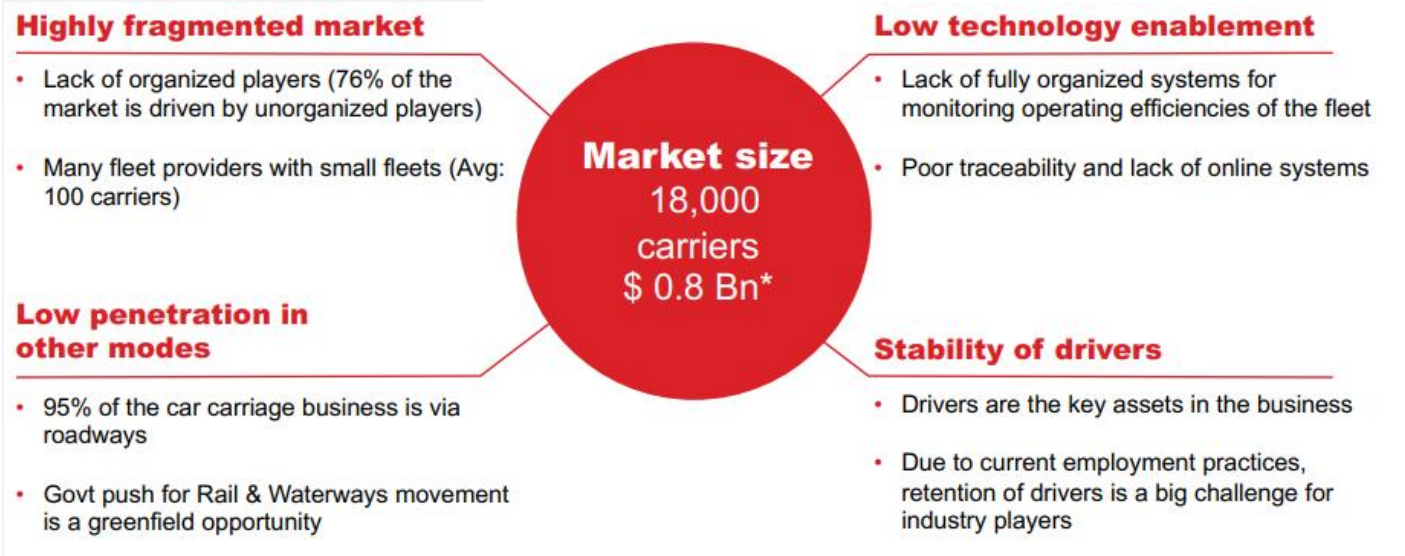 Highly fragmented market
• Lack of organized players (76% of the
market is driven by unorganized players)
• Many fleet providers with small fleets (Avg:
100 carriers)
Low technology enablement
• Lack of fully organized systems for
monitoring operating efficiencies of the fleet
• Poor traceability and lack of online systems
Market size
18,000
carriers
$ 0.8 Bn*
Low penetration in
other modes
• 95% of the car carriage business is via
roadways
• Govt push for Rail & Waterways movement
is a greenfield opportunity
Stability of drivers
• Drivers are the key assets in the business
• Due to current employment practices,
retention of drivers is a big challenge for
industry players